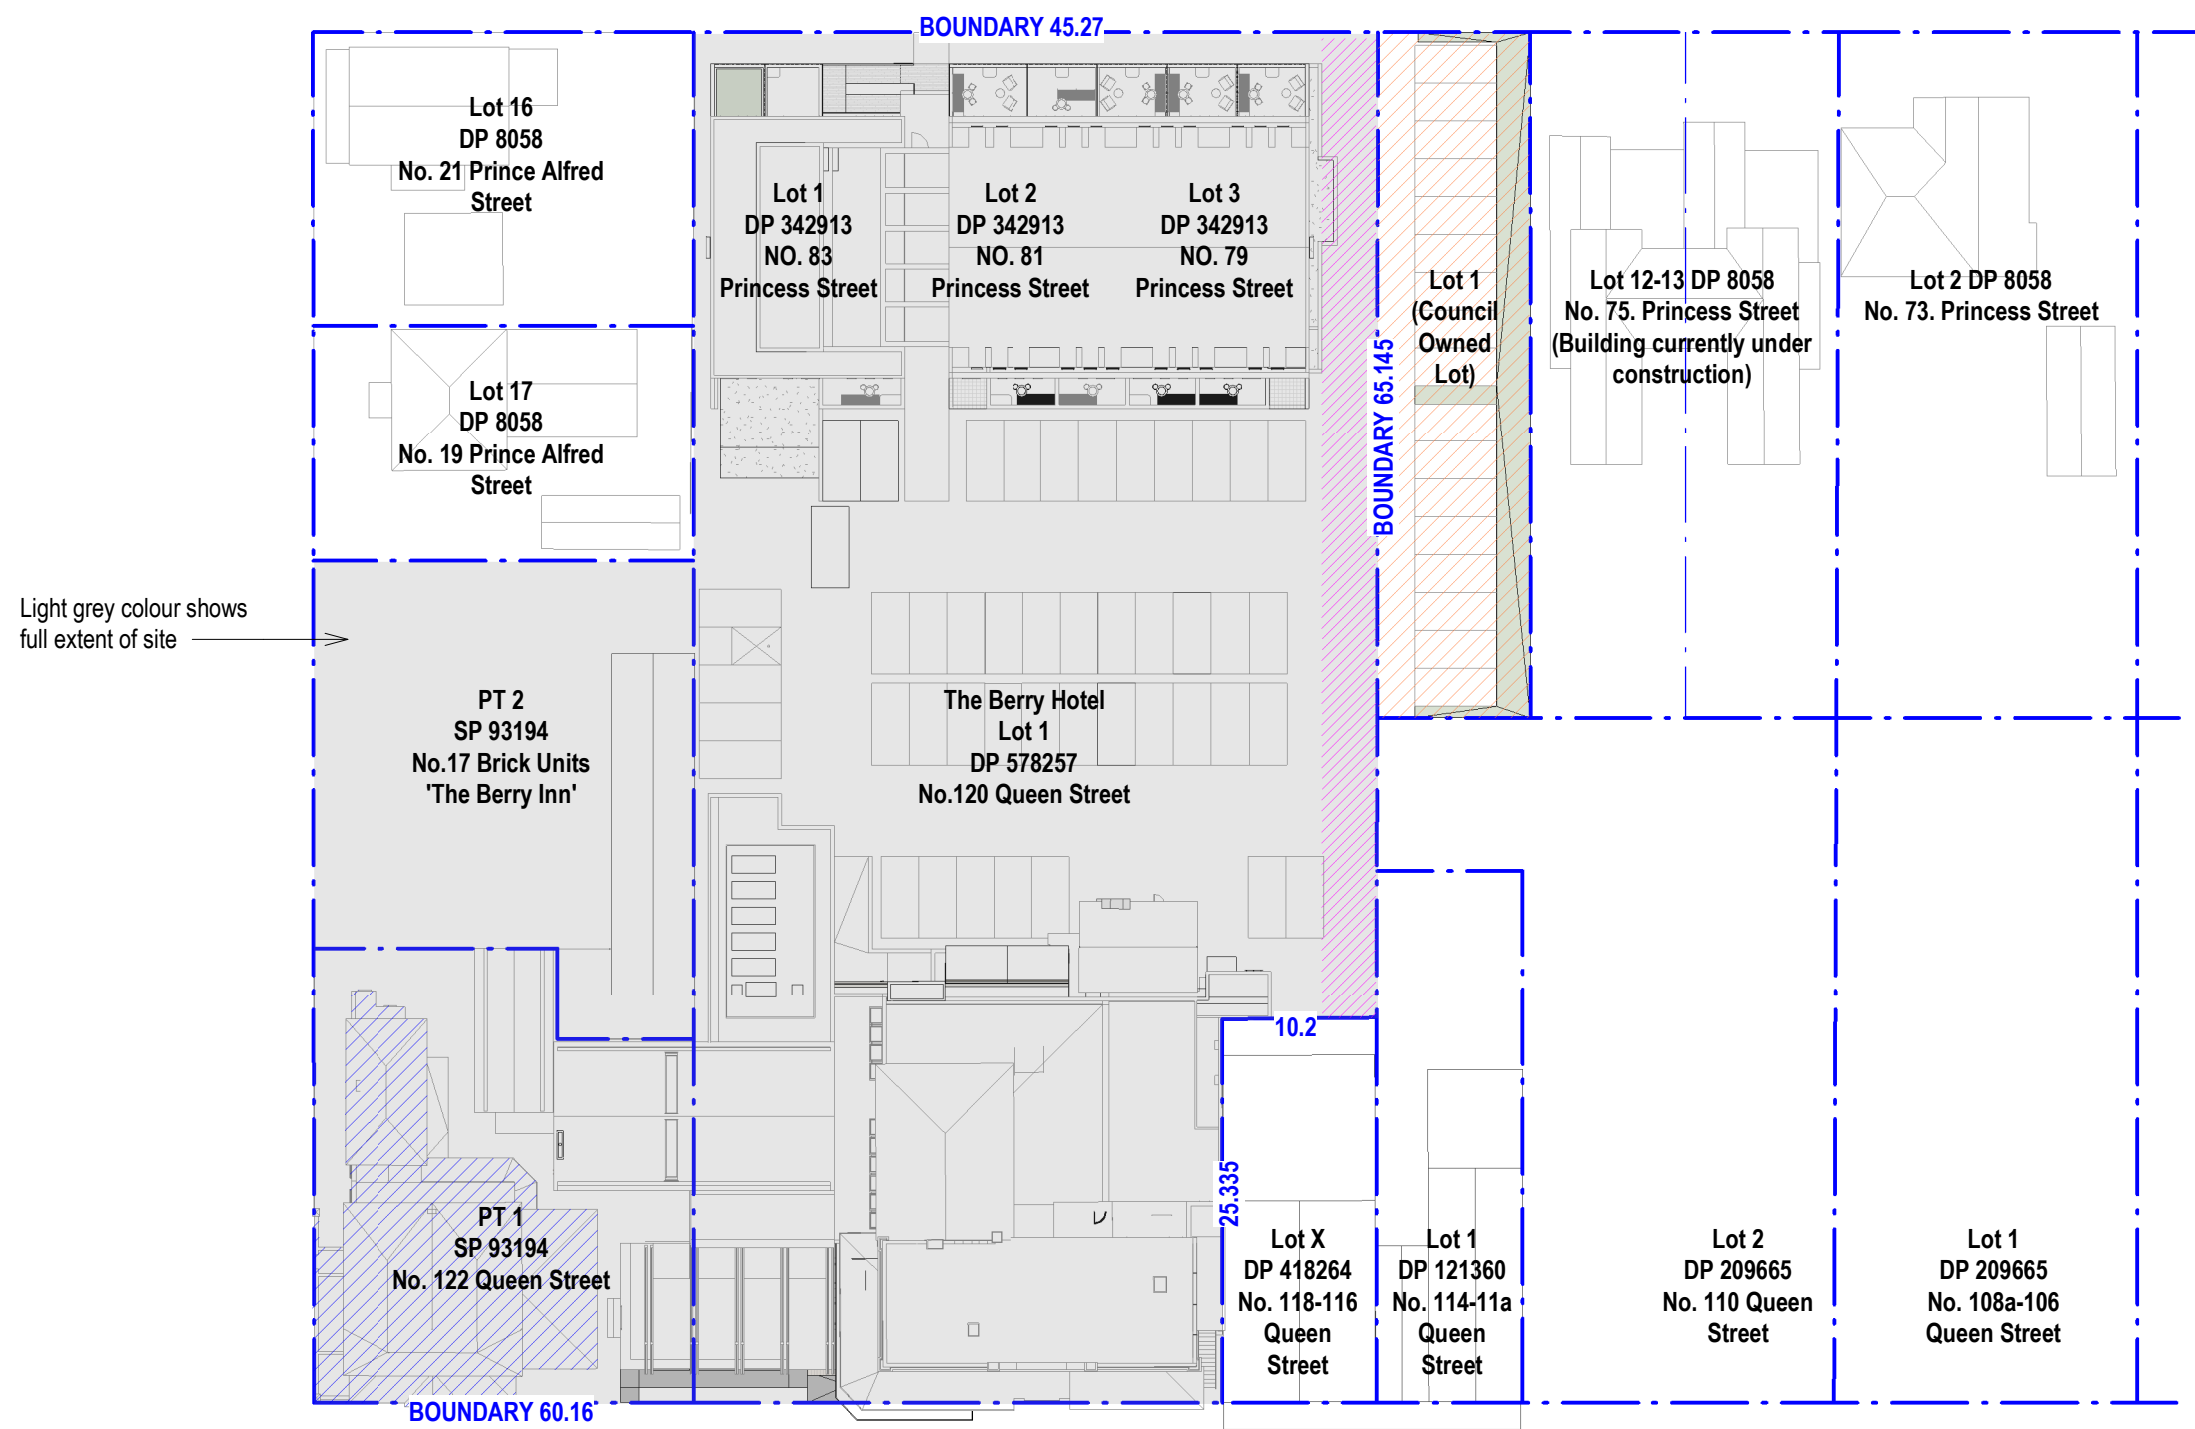 BOUNDARY 45.27
Lot 16
DP 8058
No. 21 Prince Alfred
Street
Lot 1
DP 342913
NO. 83
Princess Street
Lot 2
DP 342913
NO. 81
Princess Street
Lot 3
DP 342913
NO. 79
Princess Street
Lot 1
(Council
Owned
Lot)
Lot 12-13 DP 8058
No. 75. Princess Street
(Building currently under
construction)
Lot 2 DP 8058
No. 73. Princess Street
BOUNDARY 65.145
Lot 17
DP 8058
No. 19 Prince Alfred
Street
Light grey colour shows
full extent of site
PT 2
SP 93194
No.17 Brick Units
'The Berry Inn'
The Berry Hotel
Lot 1
DP 578257
No.120 Queen Street
10.2
25.335
PT 1
SP 93194
No. 122 Queen Street
Lot X
DP 418264
No. 118-116
Queen
Street
Lot 1
DP 121360
No. 114-11a
Queen
Street
Lot 2
DP 209665
No. 110 Queen
Street
Lot 1
DP 209665
No. 108a-106
Queen Street
BOUNDARY 60.16